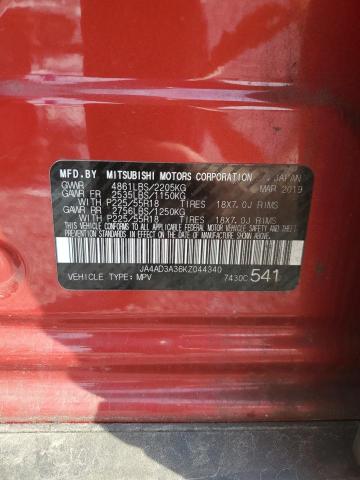 MFD.BY MITSUBISHI MOTORS CORPORATION , JAPAN
GVWR 4861LBS/2205KG MAR 2019
GAWR FR 2535LBS/1150KG
WITH P225/55R18 TIRES 18X7.0J RIMS
GAWR RR 2756LBS/1250KG
WITH P225/55R18 TIRES 18X7.0J RIMS
THIS VEHICLE CONFORMS TO ALL APPLICABLE
FEDERAL MOTOR VEHICLE SAFETY, BUMPER, AND
THEFT PREVENTION STANDARDS IN EFFECT ON
THE DATE OF MANUFACTURE SHOWN ABOVE.
JA4AD3A36KZ044340
VEHICLE TYPE: MPV 7430C 541